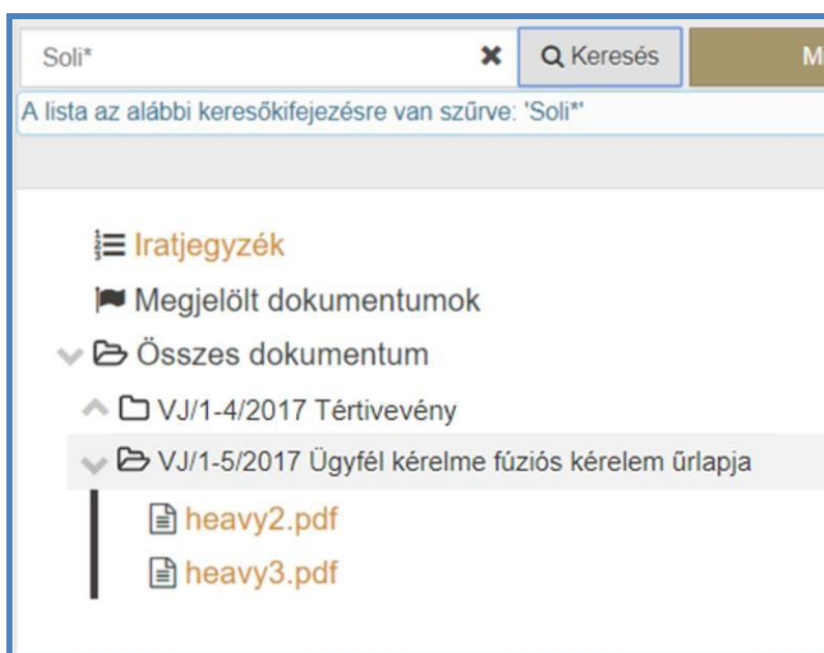 Soli* Keresés
A lista az alábbi keresőkifejezésre van szűrve: 'Soli*'
Iratjegyzék
Megjelölt dokumentumok
Összes dokumentum
VJ/1-4/2017 Tértivevény
VJ/1-5/2017 Ügyfél kérelme fúziós kérelem űrlapja
heavy2.pdf
heavy3.pdf